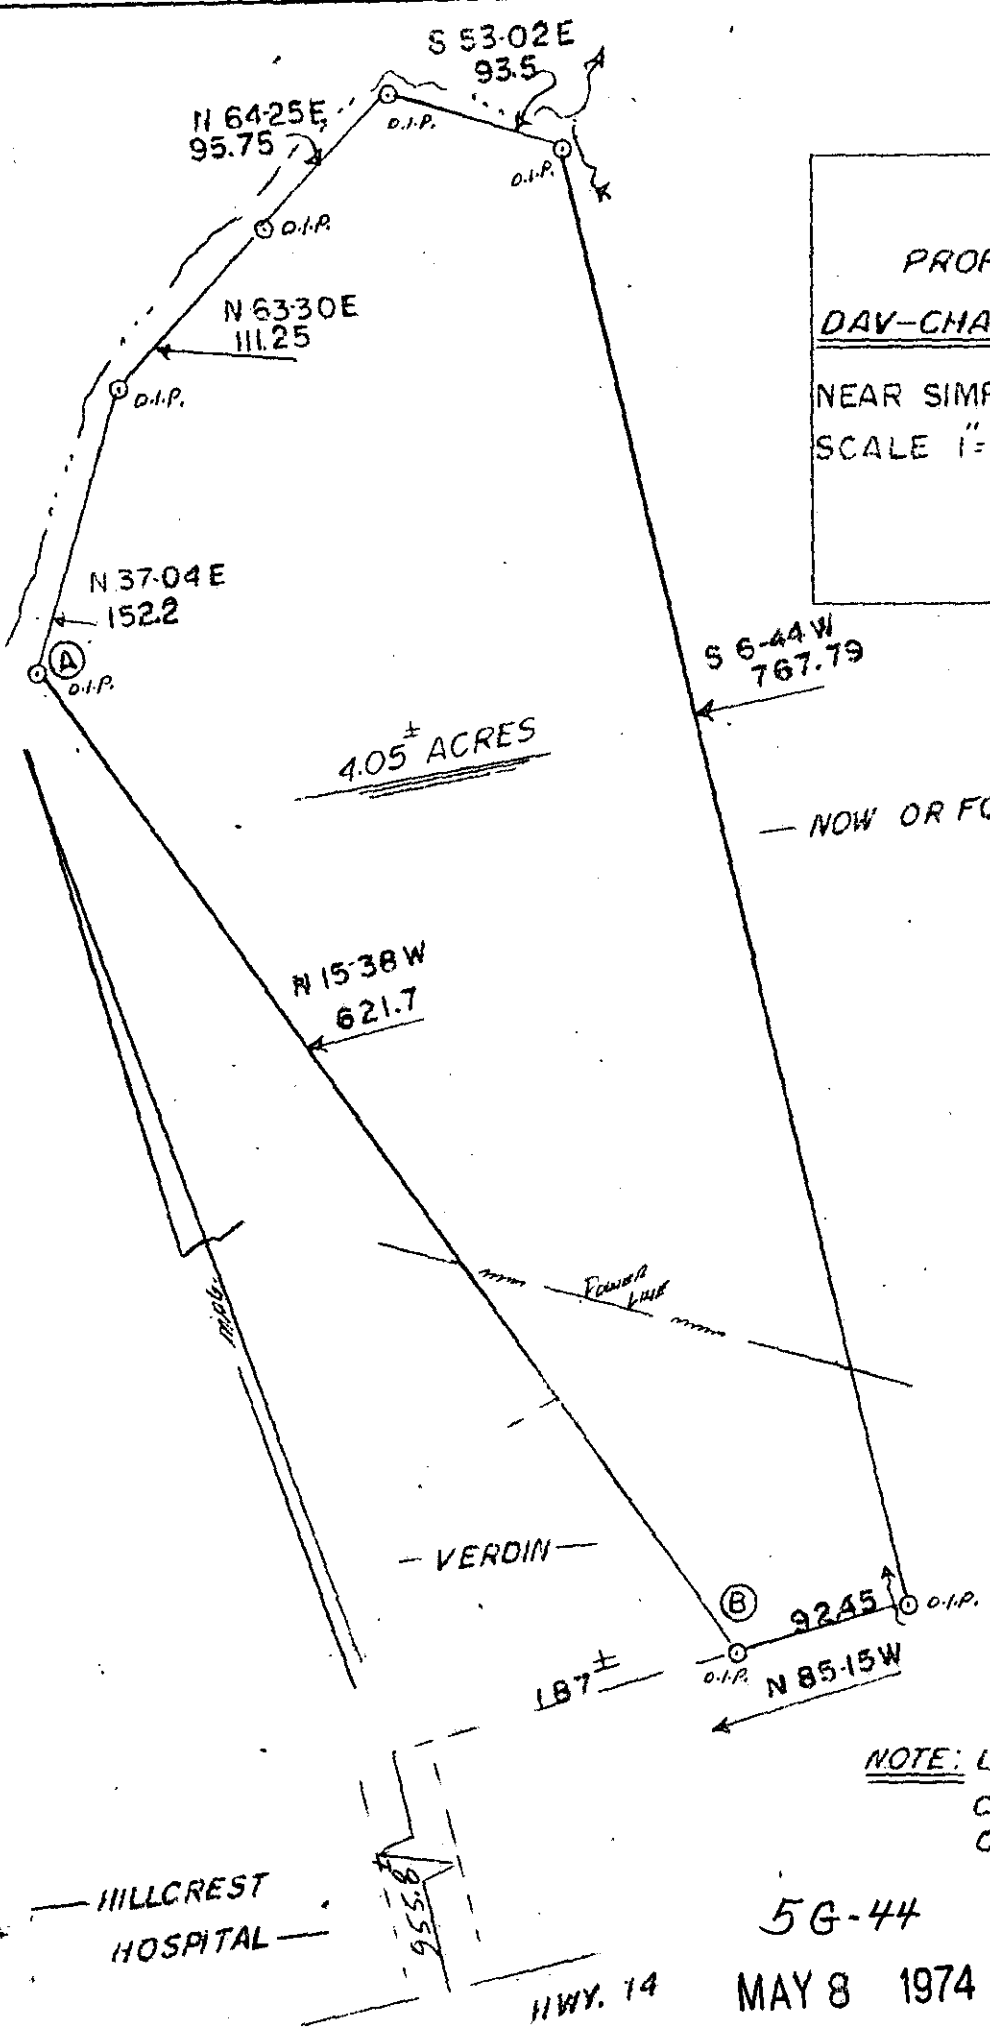 S 53-02 E
93.5
N 64-25 E
95.75
O.I.P.
O.I.P.
O.I.P.
N 63-30 E
111.25
O.I.P.
PROP
DAV-CHA
NEAR SIMP
SCALE 1"=
N 37-04 E
152.2
A
O.I.P.
S 6-44 W
767.79
4.05 ± ACRES
— NOW OR FO
N 15-38 W
621.7
POWER
LINE
— VERDIN —
B
92.45
O.I.P.
O.I.P.
187 ±
N 85-15 W
NOTE: L
C
C
— HILLCREST
HOSPITAL —
955.8 ±
5G-44
HWY. 14
MAY 8 1974